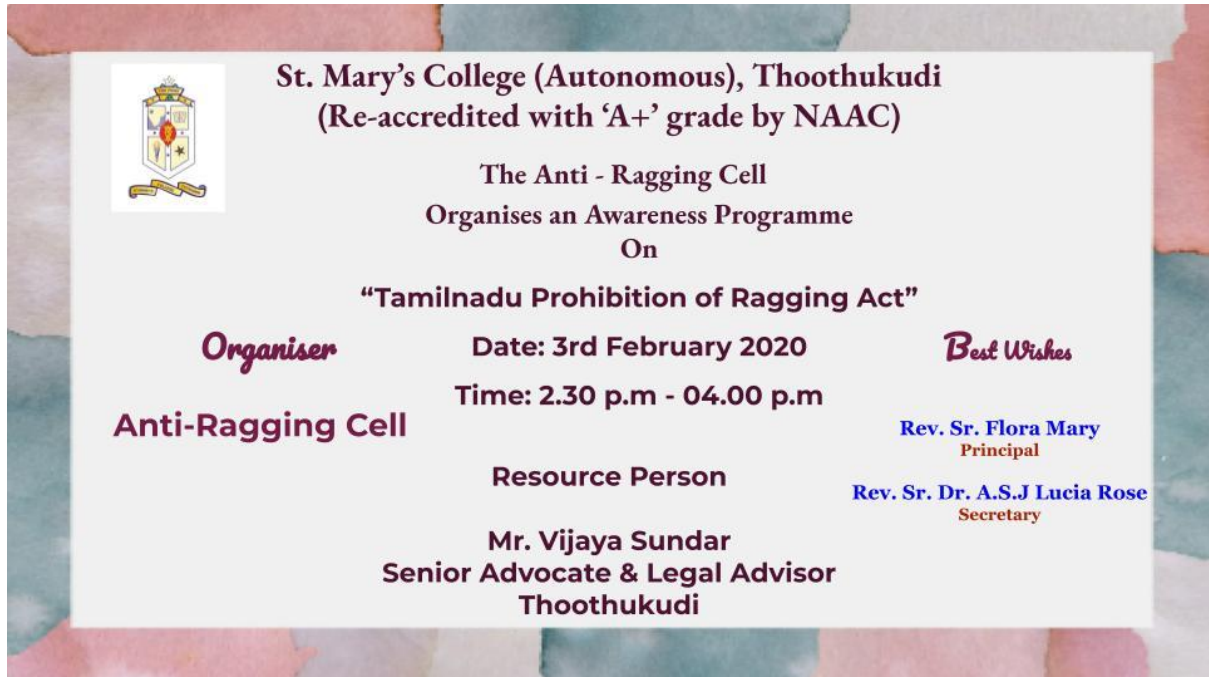 St. Mary's College (Autonomous), Thoothukudi
(Re-accredited with 'A+' grade by NAAC)
The Anti - Ragging Cell
Organises an Awareness Programme
On
“Tamilnadu Prohibition of Ragging Act”
Organiser
Anti-Ragging Cell
Date: 3rd February 2020
Time: 2.30 p.m - 04.00 p.m
Resource Person
Mr. Vijaya Sundar
Senior Advocate & Legal Advisor
Thoothukudi
Best Wishes
Rev. Sr. Flora Mary
Principal
Rev. Sr. Dr. A.S.J Lucia Rose
Secretary